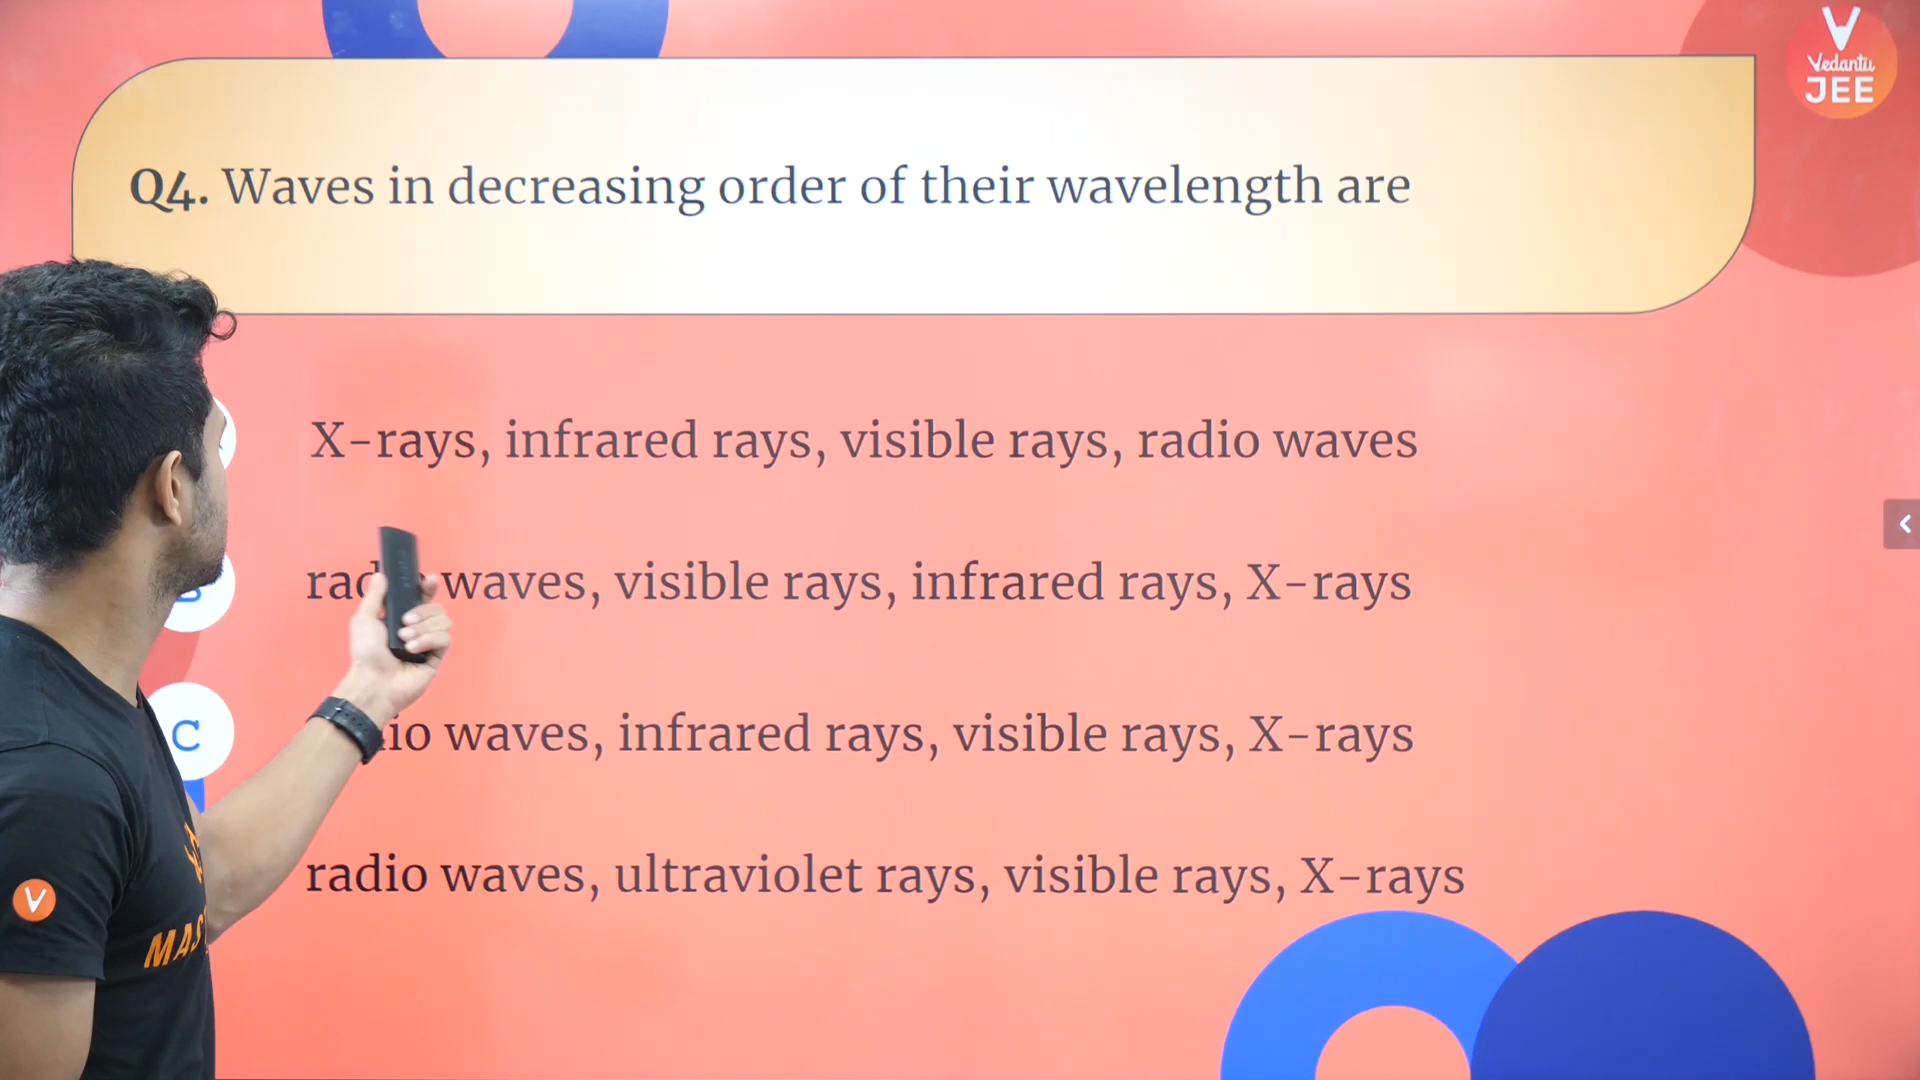 Vedantu
JEE
Q4. Waves in decreasing order of their wavelength are
X-rays, infrared rays, visible rays, radio waves
B
waves, visible rays, infrared rays, X-rays
C
waves, infrared rays, visible rays, X-rays
radio waves, ultraviolet rays, visible rays, X-rays